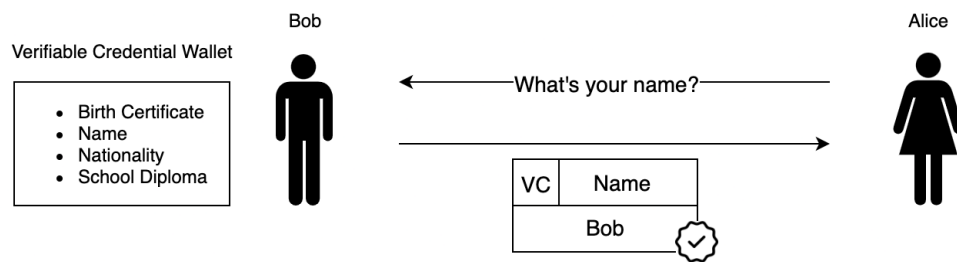 Bob
Alice
Verifiable Credential Wallet
What's your name?
• Birth Certificate
• Name
• Nationality
• School Diploma
VC
Name
Bob